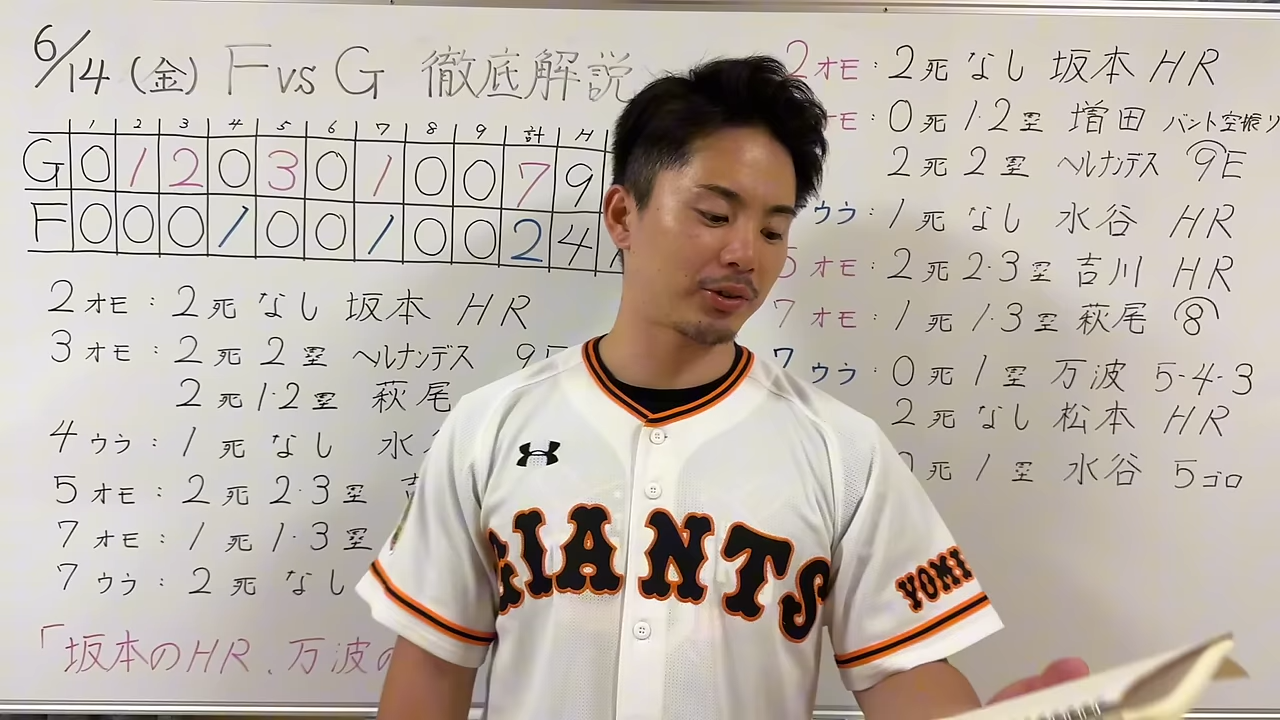 6/14（金）F vs G 徹底解説
1 2 3 4 5 6 7 8 9 計 H
G 0 1 2 0 3 0 1 0 0 7 9
F 0 0 0 1 0 0 1 0 0 2 4
2オモ：2死 なし 坂本 HR
3オモ：2死 2塁 ヘルナンデス 9E
2死 1・2塁 萩尾
4ウラ：1死 なし 水谷
5オモ：2死 2・3塁 吉
7オモ：1死 1・3塁
7ウラ：2死 なし
「坂本のHR、万波の
2オモ：2死 なし 坂本 HR
オモ：0死 1・2塁 増田 バント空振り
2死 2塁 ヘルナンデス 9E
ウラ：1死 なし 水谷 HR
5オモ：2死 2・3塁 吉川 HR
7オモ：1死 1・3塁 萩尾 8
7ウラ：0死 1塁 万波 5-4-3
2死 なし 松本 HR
死 1塁 水谷 5ゴロ
GIANTS
YOMI